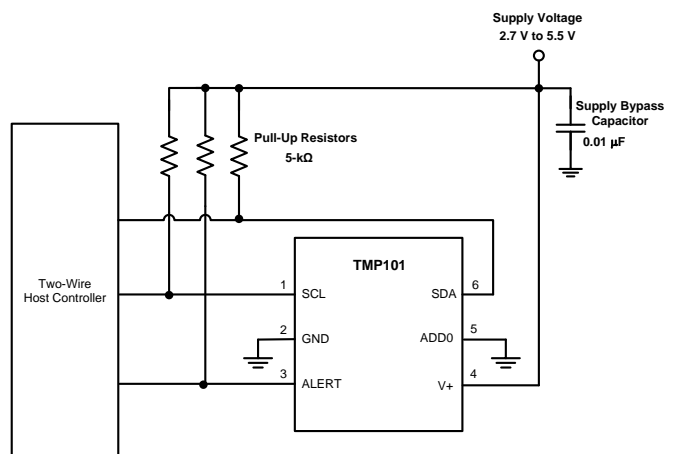 Supply Voltage
2.7 V to 5.5 V
Supply Bypass
Capacitor
0.01 µF
Pull-Up Resistors
5-kΩ
Two-Wire
Host Controller
TMP101
1
SCL
SDA
6
2
GND
ADD0
5
3
ALERT
V+
4